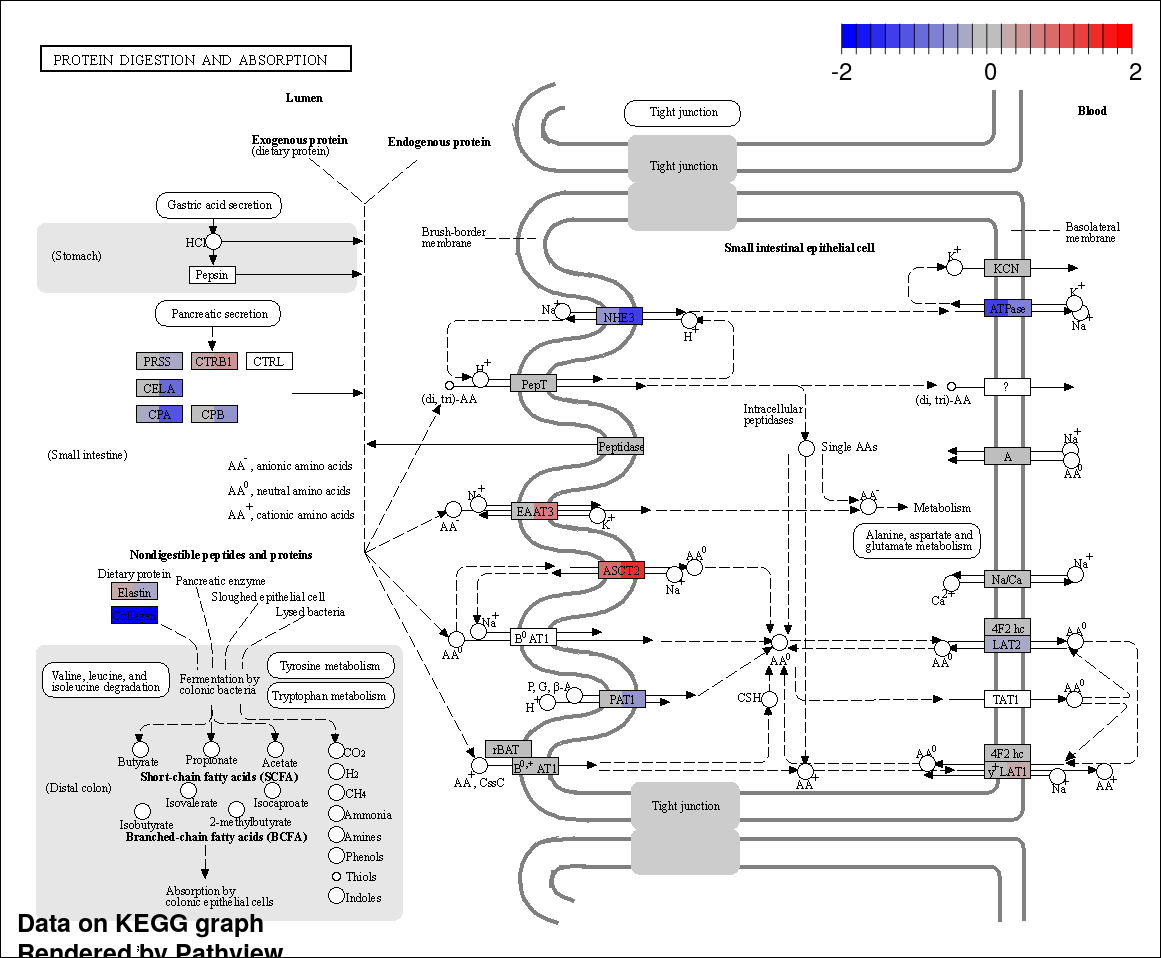 PROTEIN DIGESTION AND ABSORPTION
-2
0
2
Lumen
Blood
Tight junction
Exogenous protein
(dietary protein)
Endogenous protein
Tight junction
Gastric acid secretion
Brush-border
membrane
Basolateral
membrane
Small intestinal epithelial cell
HCl
(Stomach)
Pepsin
K+
KCN
Pancreatic secretion
Na+
NHE3
H+
ATPase
K+
Na+
PRSS
CTRB1
CTRL
CELA
CPA
CPB
H+
PepT
(di, tri)-AA
?
(di, tri)-AA
Intracellular
peptidases
Single AAs
Peptidase
Na+
A
AA0
(Small intestine)
AA-, anionic amino acids
AA0, neutral amino acids
AA+, cationic amino acids
Na+
AA-
EAAT3
K+
AA-
Metabolism
Alanine, aspartate and
glutamate metabolism
Nondigestible peptides and proteins
Dietary protein
Pancreatic enzyme
Sloughed epithelial cell
Lysed bacteria
Elastin
Collagen
ASCT2
AA0
Na+
Na/Ca
Na+
Ca2+
Na+
AA0
B0 AT1
AA0
4F2 hc
LAT2
AA0
AA0
Valine, leucine, and
isoleucine degradation
Fermentation by
colonic bacteria
Tyrosine metabolism
Tryptophan metabolism
P, G, β-A
H+
PAT1
CSH
TAT1
AA0
Butyrate
Propionate
Acetate
CO2
Short-chain fatty acids (SCFA)
H2
(Distal colon)
CH4
Isovalerate
Isocaproate
Isobutyrate
2-methylbutyrate
Ammonia
Branched-chain fatty acids (BCFA)
Amines
Phenols
Thiols
Indoles
Absorption by
colonic epithelial cells
rBAT
B0,+ AT1
AA+, CssC
AA+
AA0
4F2 hc
y+LAT1
Na+
AA+
Tight junction
Data on KEGG graph
Rendered by Pathview